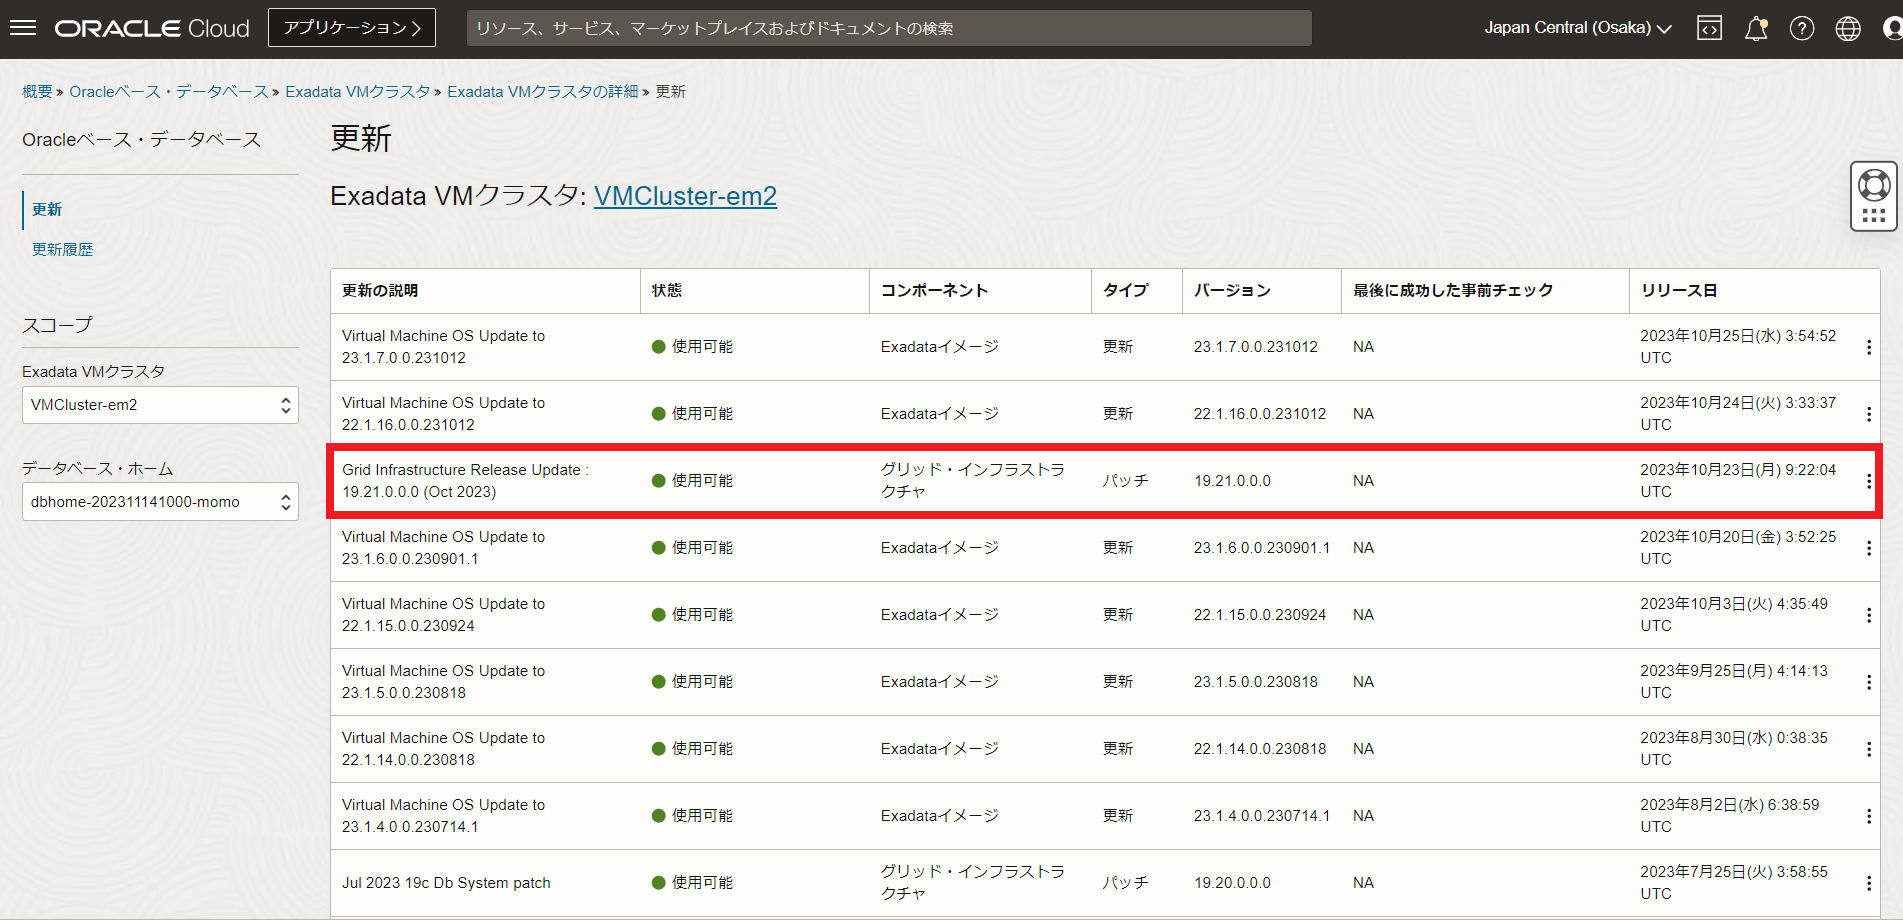 ORACLE Cloud
アプリケーション
リソース、サービス、マーケットプレイスおよびドキュメントの検索
Japan Central (Osaka)
概要 » Oracleベース・データベース » Exadata VMクラスタ » Exadata VMクラスタの詳細 » 更新
Oracleベース・データベース
更新
更新履歴
スコープ
Exadata VMクラスタ
VMCluster-em2
データベース・ホーム
dbhome-202311141000-momo
更新
Exadata VMクラスタ: VMCluster-em2
更新の説明 状態 コンポーネント タイプ バージョン 最後に成功した事前チェック リリース日
Virtual Machine OS Update to
23.1.7.0.0.231012
使用可能
Exadataイメージ
更新
23.1.7.0.0.231012
NA
2023年10月25日(水) 3:54:52
UTC
Virtual Machine OS Update to
22.1.16.0.0.231012
使用可能
Exadataイメージ
更新
22.1.16.0.0.231012
NA
2023年10月24日(火) 3:33:37
UTC
Grid Infrastructure Release Update :
19.21.0.0.0 (Oct 2023)
使用可能
グリッド・インフラストラ
クチャ
パッチ
19.21.0.0.0
NA
2023年10月23日(月) 9:22:04
UTC
Virtual Machine OS Update to
23.1.6.0.0.230901.1
使用可能
Exadataイメージ
更新
23.1.6.0.0.230901.1
NA
2023年10月20日(金) 3:52:25
UTC
Virtual Machine OS Update to
22.1.15.0.0.230924
使用可能
Exadataイメージ
更新
22.1.15.0.0.230924
NA
2023年10月3日(火) 4:35:49
UTC
Virtual Machine OS Update to
23.1.5.0.0.230818
使用可能
Exadataイメージ
更新
23.1.5.0.0.230818
NA
2023年9月25日(月) 4:14:13
UTC
Virtual Machine OS Update to
22.1.14.0.0.230818
使用可能
Exadataイメージ
更新
22.1.14.0.0.230818
NA
2023年8月30日(水) 0:38:35
UTC
Virtual Machine OS Update to
23.1.4.0.0.230714.1
使用可能
Exadataイメージ
更新
23.1.4.0.0.230714.1
NA
2023年8月2日(水) 6:38:59
UTC
Jul 2023 19c Db System patch
使用可能
グリッド・インフラストラ
クチャ
パッチ
19.20.0.0.0
NA
2023年7月25日(火) 3:58:55
UTC